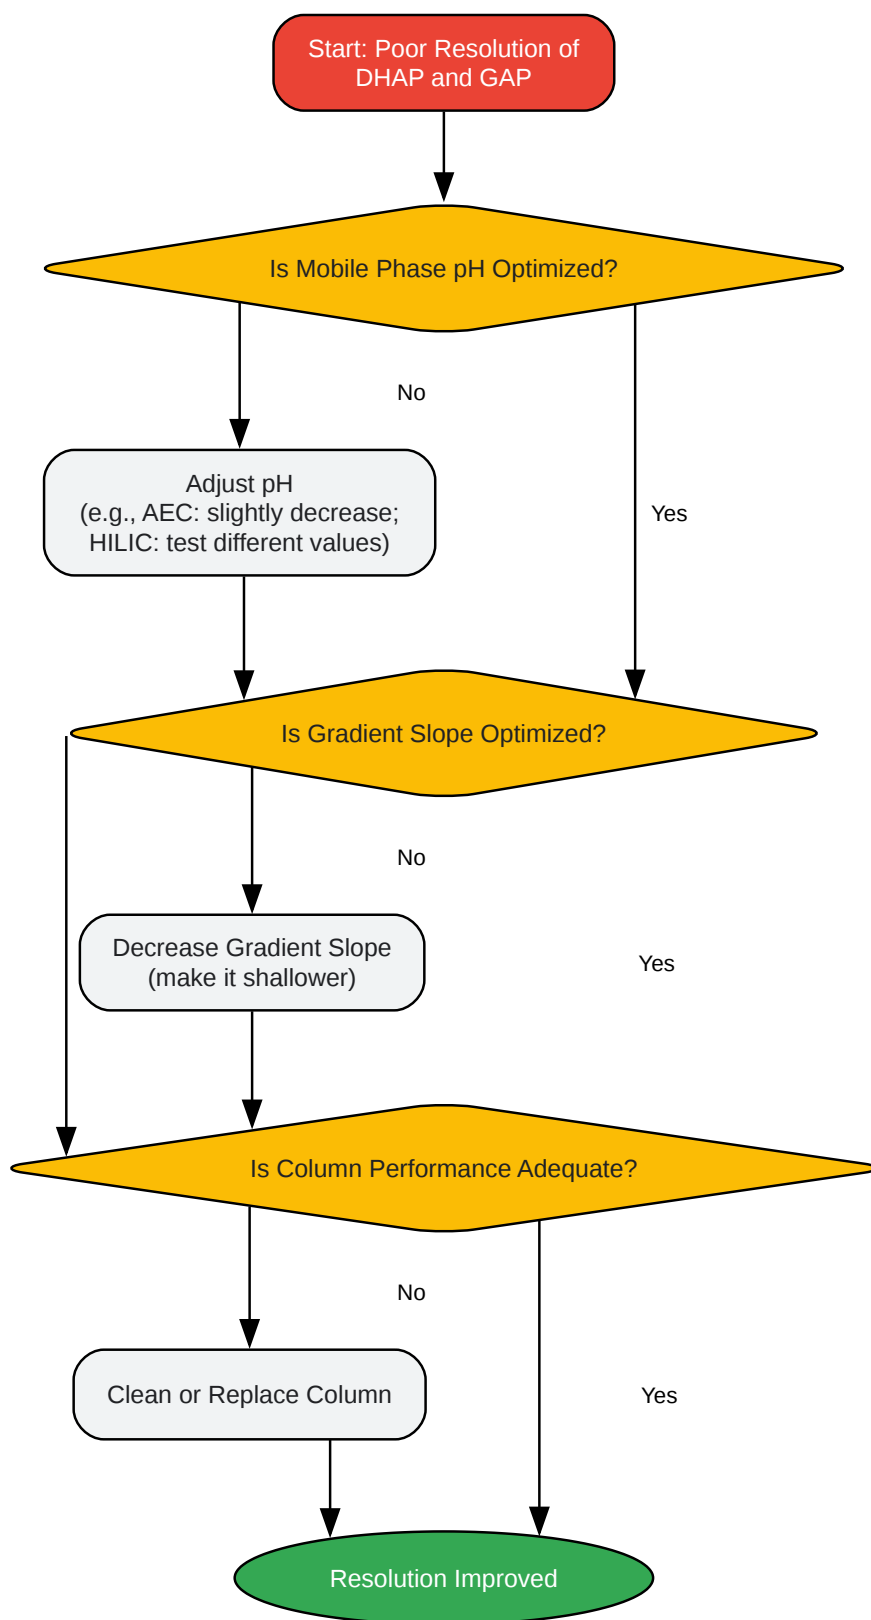 Start: Poor Resolution of
DHAP and GAP
Is Mobile Phase pH Optimized?
No
Adjust pH
(e.g., AEC: slightly decrease;
HILIC: test different values)
Yes
Is Gradient Slope Optimized?
No
Decrease Gradient Slope
(make it shallower)
Yes
Is Column Performance Adequate?
No
Clean or Replace Column
Yes
Resolution Improved